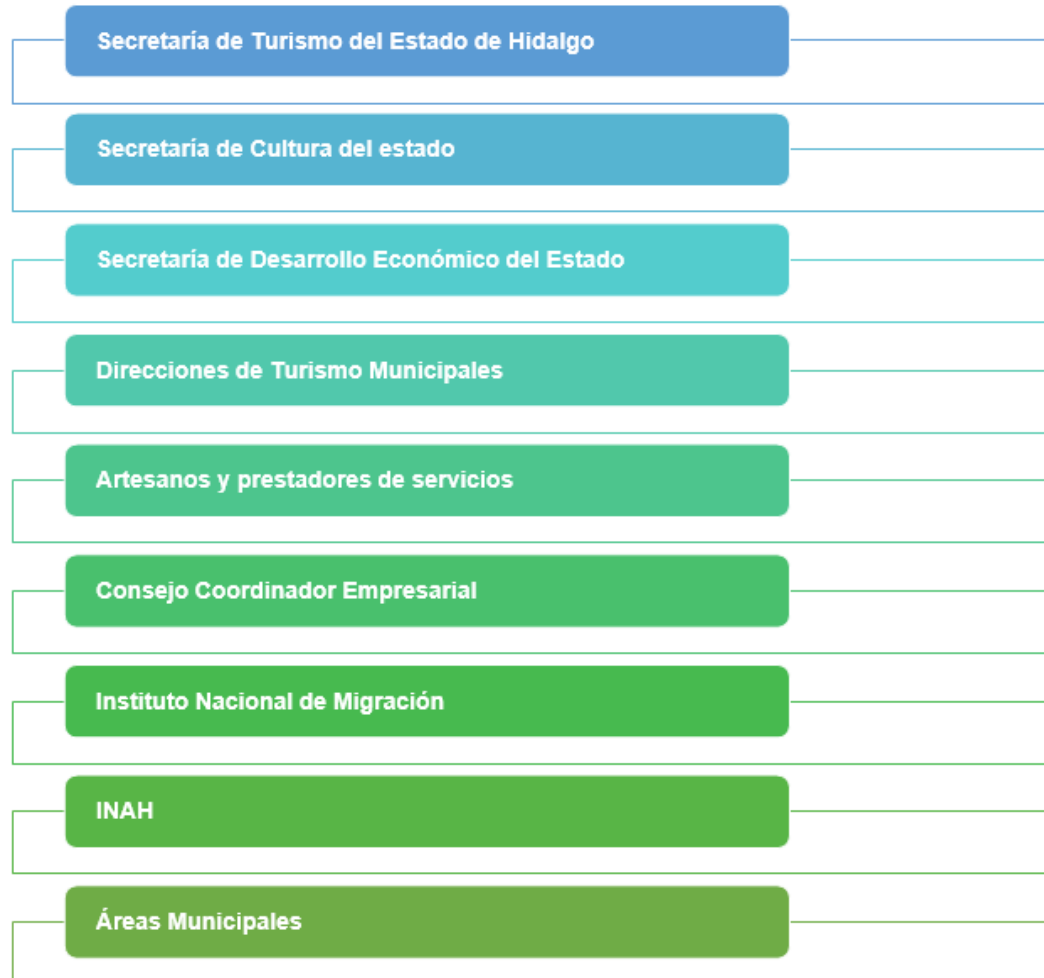 Secretaría de Turismo del Estado de Hidalgo
Secretaría de Cultura del estado
Secretaría de Desarrollo Económico del Estado
Direcciones de Turismo Municipales
Artesanos y prestadores de servicios
Consejo Coordinador Empresarial
Instituto Nacional de Migración
INAH
Áreas Municipales